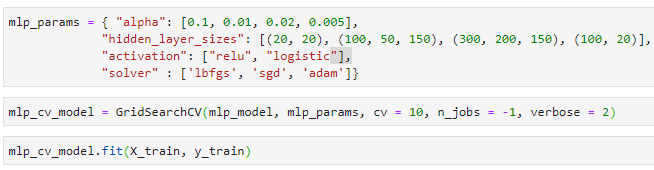 mlp_params = { "alpha": [0.1, 0.01, 0.02, 0.005],
"hidden_layer_sizes": [(20, 20), (100, 50, 150), (300, 200, 150), (100, 20)],
"activation": ["relu", "logistic"],
"solver" : ['lbfgs', 'sgd', 'adam']}
mlp_cv_model = GridSearchCV(mlp_model, mlp_params, cv = 10, n_jobs = -1, verbose = 2)
mlp_cv_model.fit(X_train, y_train)